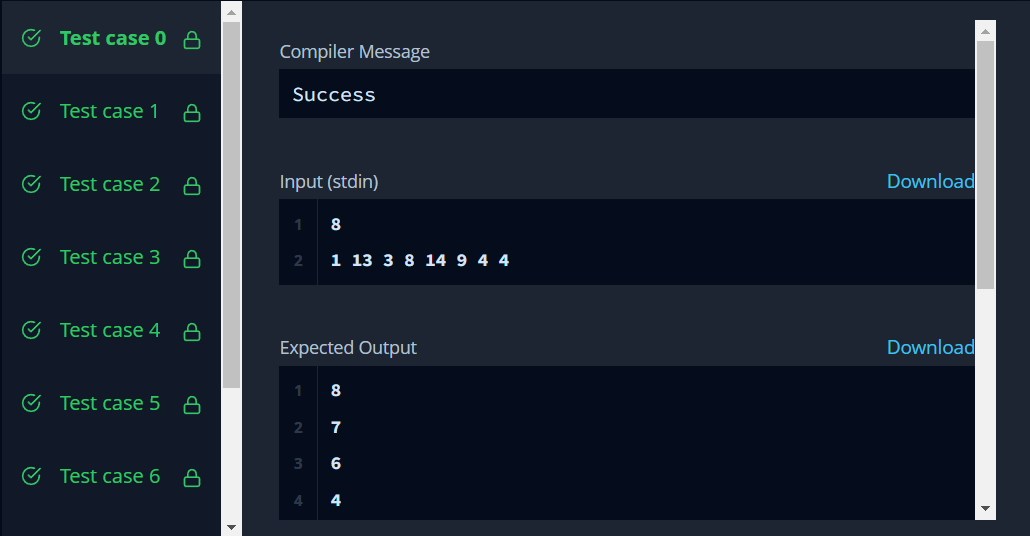 Test case 0
Test case 1
Test case 2
Test case 3
Test case 4
Test case 5
Test case 6
Compiler Message
Success
Input (stdin)
Download
1 8
2 1 13 3 8 14 9 4 4
Expected Output
Download
1 8
2 7
3 6
4 4